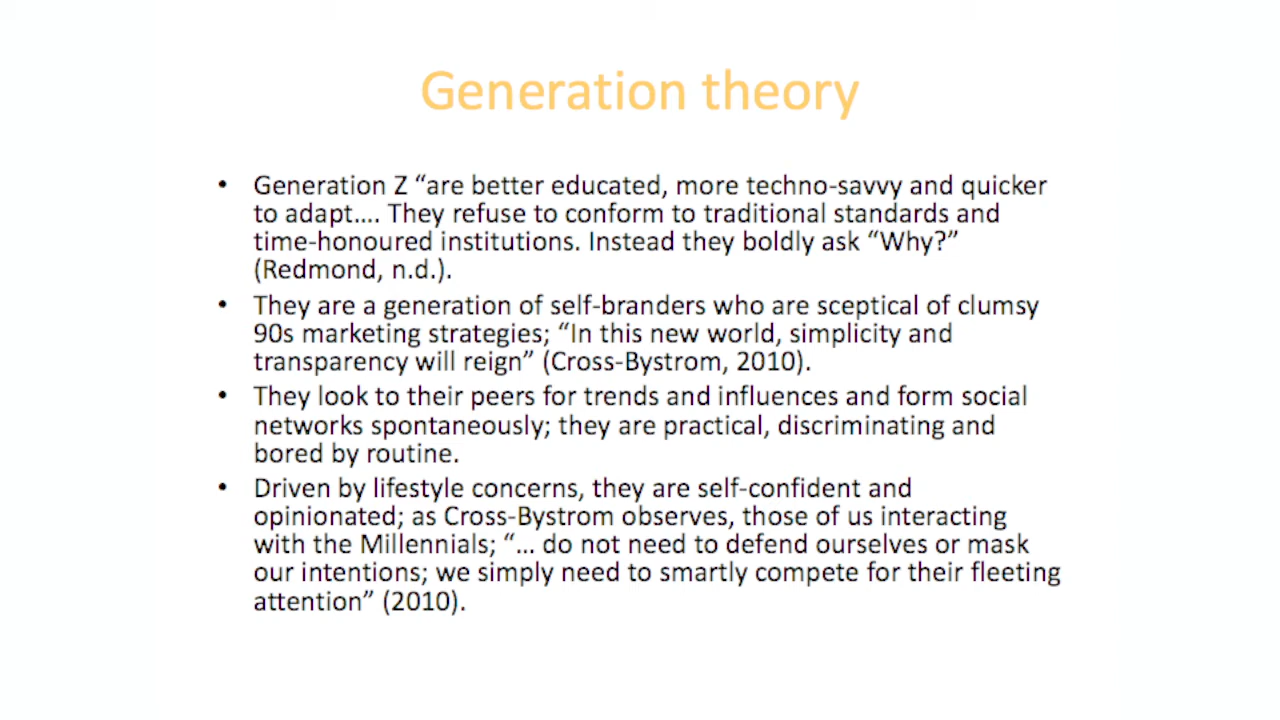 Generation theory
• Generation Z “are better educated, more techno-savvy and quicker
to adapt.... They refuse to conform to traditional standards and
time-honoured institutions. Instead they boldly ask “Why?”
(Redmond, n.d.).
• They are a generation of self-branders who are sceptical of clumsy
90s marketing strategies; “In this new world, simplicity and
transparency will reign” (Cross-Bystrom, 2010).
• They look to their peers for trends and influences and form social
networks spontaneously; they are practical, discriminating and
bored by routine.
• Driven by lifestyle concerns, they are self-confident and
opinionated; as Cross-Bystrom observes, those of us interacting
with the Millennials; “... do not need to defend ourselves or mask
our intentions; we simply need to smartly compete for their fleeting
attention” (2010).